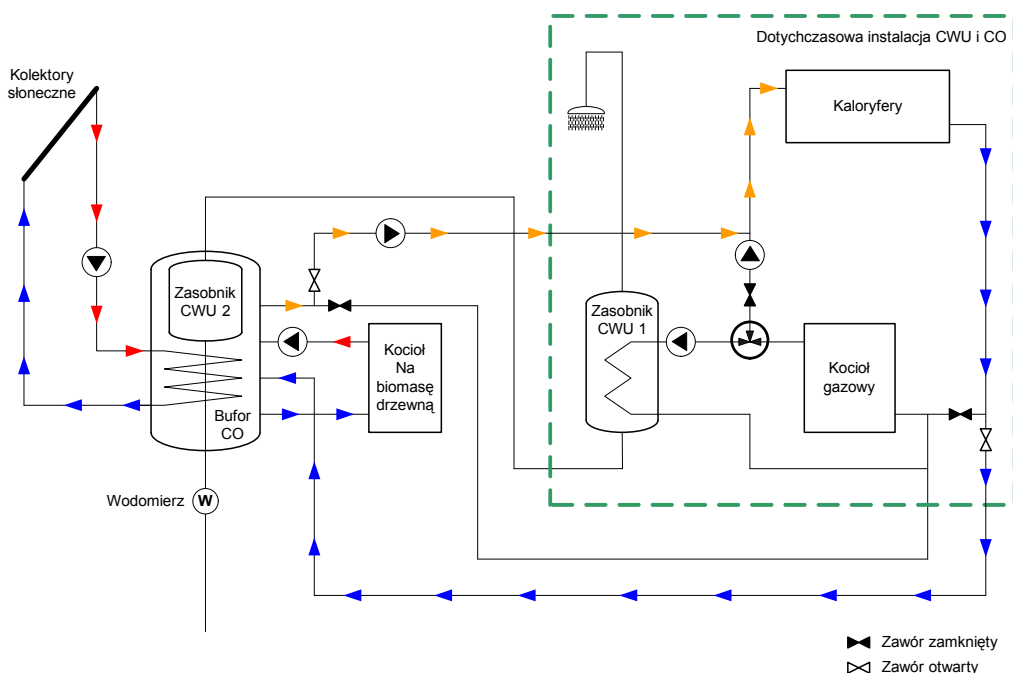 Dotychczasowa instalacja CWU i CO
Kolektory
słoneczne
Kaloryfery
Zasobnik
CWU 2
Zasobnik
CWU 1
Kocioł
Na
biomasę
drzewną
Kocioł
gazowy
Bufor
CO
Wodomierz
W
Zawór zamknięty
Zawór otwarty